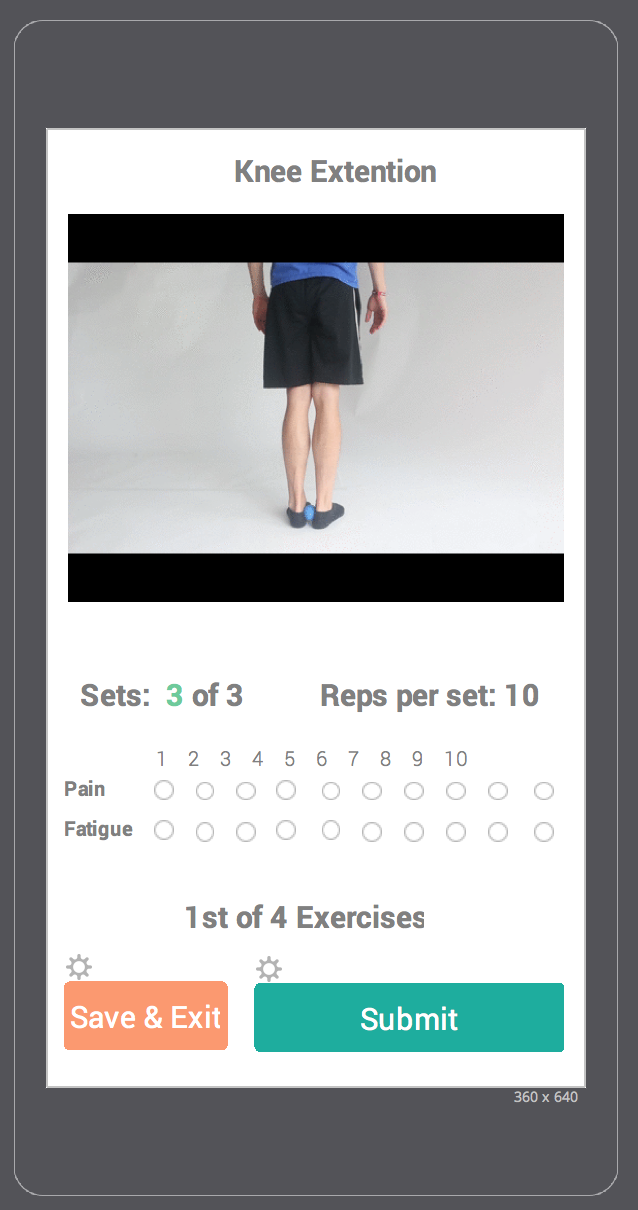 Knee Extention
Sets: 3 of 3 Reps per set: 10
1 2 3 4 5 6 7 8 9 10
Pain
Fatigue
1st of 4 Exercises
Save & Exit Submit
360 x 640